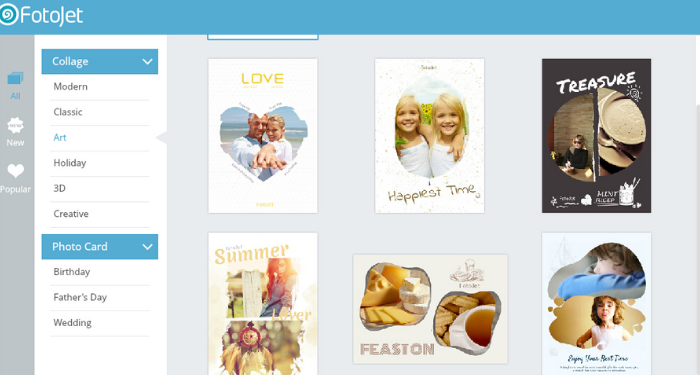 FotoJet
Collage
Modern
Classic
Art
Holiday
3D
Creative
Photo Card
Birthday
Father's Day
Wedding
All
New
Popular
LOVE
Happiest Time
TREASURE
Summer
Lover
FEASTON
Enjoy Your Best Time